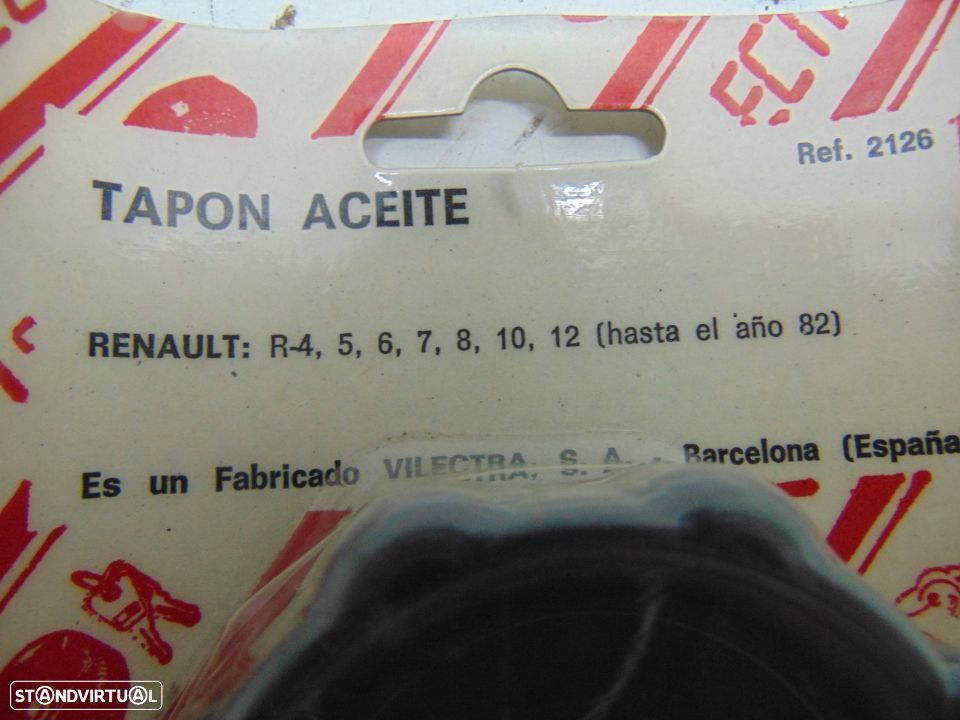 Ref. 2126
TAPON ACEITE
RENAULT: R-4, 5, 6, 7, 8, 10, 12 (hasta el año 82)
Es un Fabricado VILECTRA, S. A. - Barcelona (España
STANDVIRTUAL